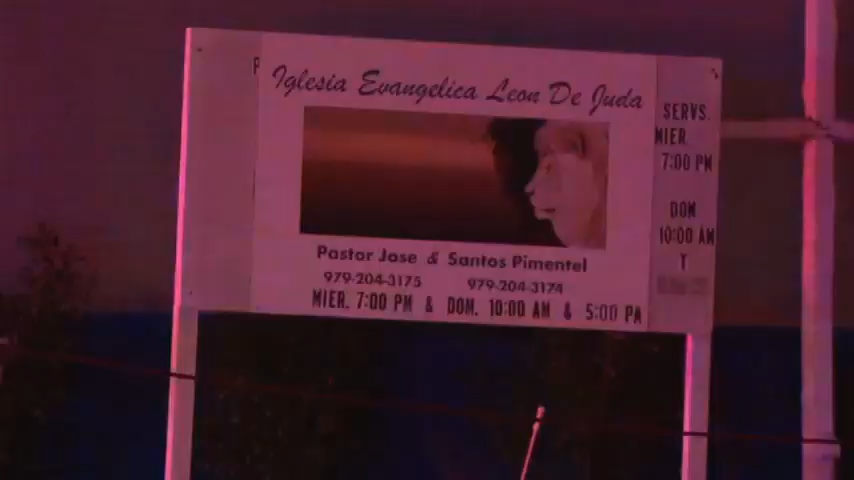 Iglesia Evangelica Leon De Juda
Pastor Jose & Santos Pimentel
979-204-3175 979-204-3174
MIER. 7:00 PM & DOM. 10:00 AM & 5:00 PM
SERVS.
MIER.
7:00 PM
DOM
10:00 AM
Y